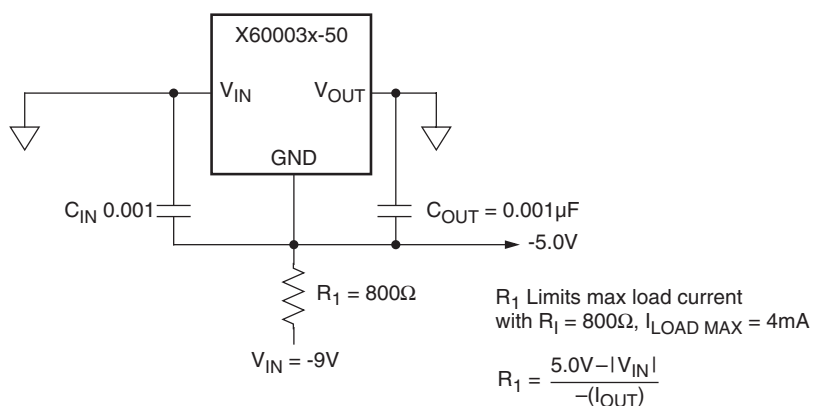 X60003x-50
V_IN
V_OUT
GND
C_IN 0.001
C_OUT = 0.001µF
-5.0V
R_1 = 800Ω
V_IN = -9V
R_1 Limits max load current
with R_I = 800Ω, I_LOAD MAX = 4mA
R_1 = 5.0V–|V_IN| / –(I_OUT)